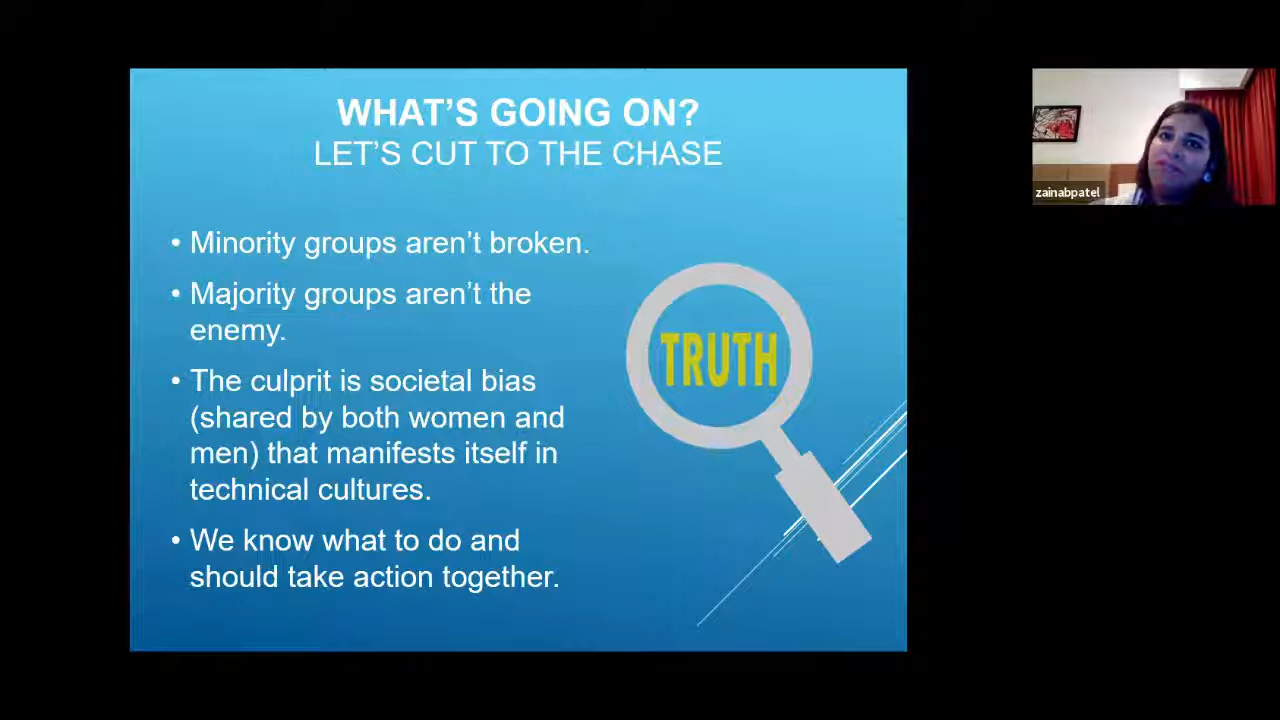 WHAT'S GOING ON?
LET'S CUT TO THE CHASE
• Minority groups aren't broken.
• Majority groups aren't the
enemy.
• The culprit is societal bias
(shared by both women and
men) that manifests itself in
technical cultures.
• We know what to do and
should take action together.
TRUTH
zainabpatel